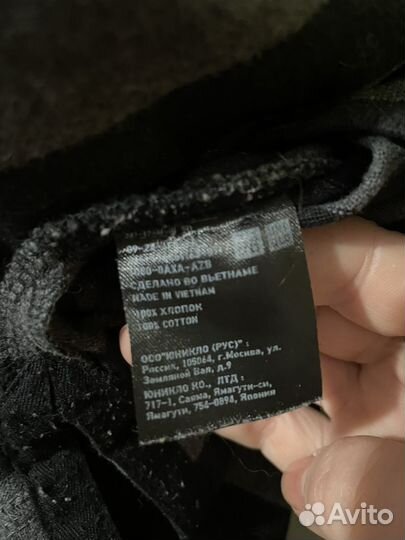 СДЕЛАНО ВО ВЬЕТНАМЕ
MADE IN VIETNAM
100% ХЛОПОК
100% COTTON
ООО"ЮНИКЛО (РУС)":
Россия, 105064, г.Москва, ул.
Земляной Вал, д.9
ЮНИКЛО КО., ЛТД:
717-1, Саяма, Ямагути-си,
Ямагути, 754-0894, Япония
Avito